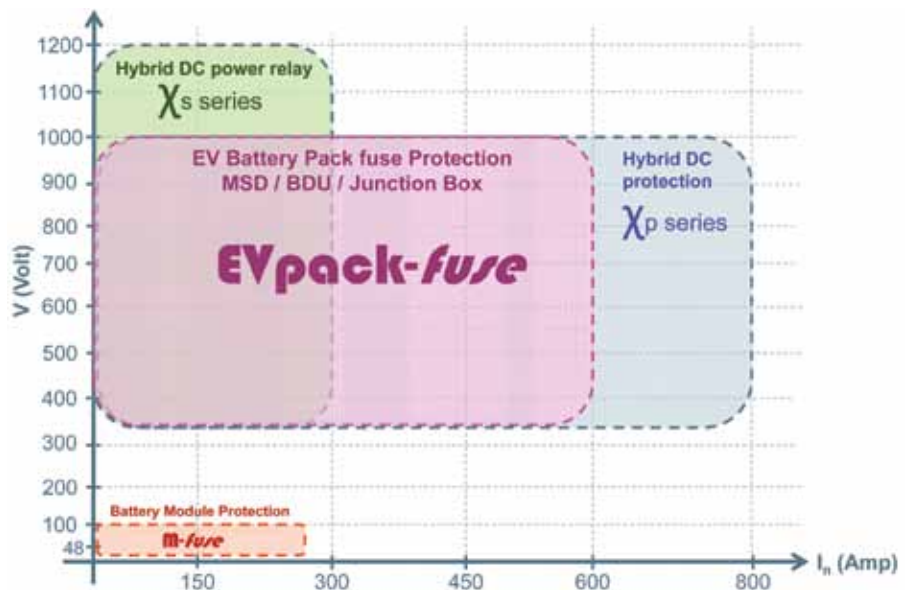 1200
Hybrid DC power relay
1100
χs series
1000
EV Battery Pack fuse Protection
Hybrid DC
900
MSD / BDU / Junction Box
protection
800
χp series
V (Volt)
700
EVpack-fuse
600
500
400
300
200
Battery Module Protection
100
M-fuse
48
150
300
450
600
800
In (Amp)